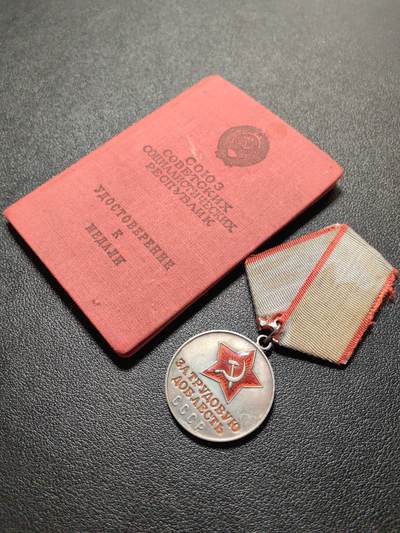 СОЮЗ
СОВЕТСКИХ
СОЦИАЛИСТИЧЕСКИХ
РЕСПУБЛИК
УДОСТОВЕРЕНИЕ
К
МЕДАЛИ
ЗА ТРУДОВУЮ
ДОБЛЕСТЬ
СССР